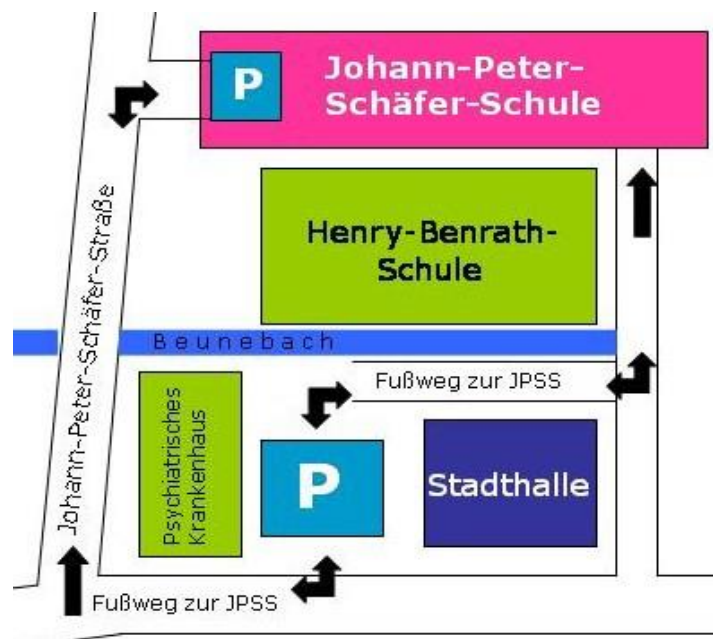 P
Johann-Peter-
Schäfer-Schule
Johann-Peter-Schäfer-Straße
Henry-Benrath-
Schule
Beunebach
Fußweg zur JPSS
Psychiatrisches
Krankenhaus
P
Stadthalle
Fußweg zur JPSS